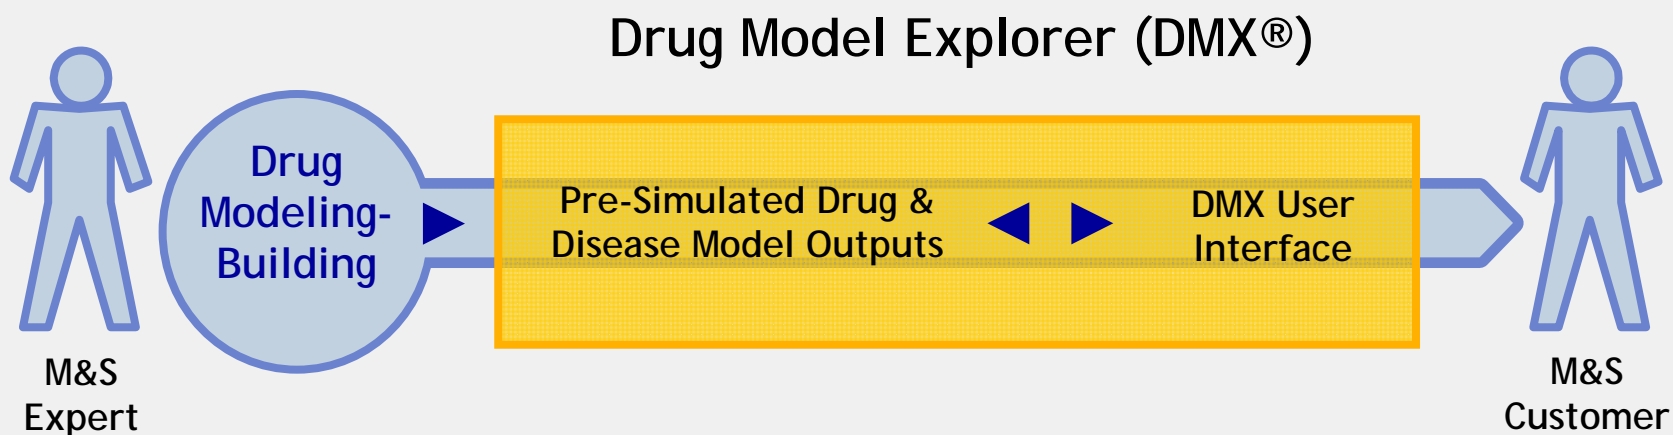 Drug Model Explorer (DMX®)
Drug
Modeling-
Building
Pre-Simulated Drug &
Disease Model Outputs
DMX User
Interface
M&S
Expert
M&S
Customer